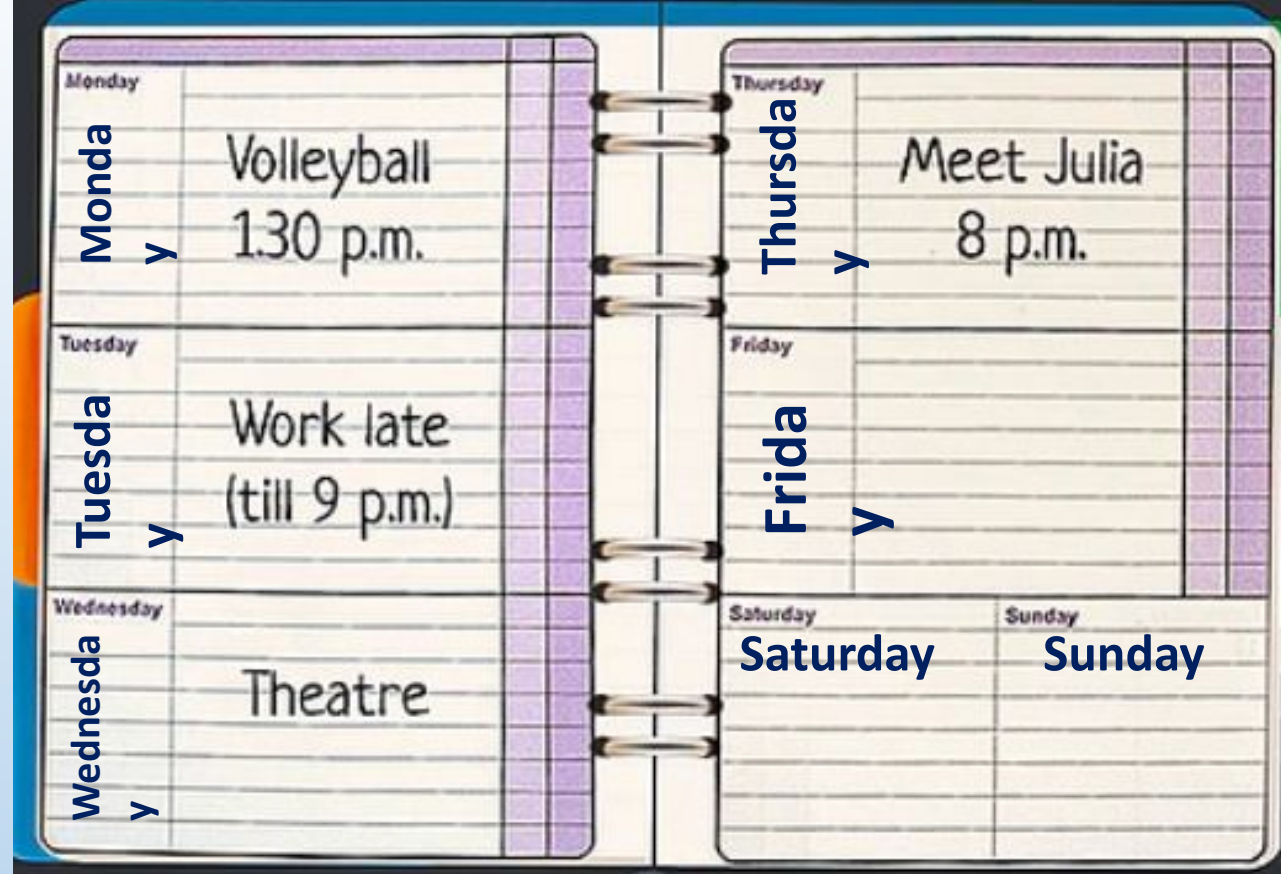 Monday
Monda
y
Volleyball
1.30 p.m.
Tuesday
Tuesda
y
Work late
(till 9 p.m.)
Wednesday
Wednesda
y
Theatre
Thursday
Thursda
y
Meet Julia
8 p.m.
Friday
Frida
y
Saturday
Saturday
Sunday
Sunday